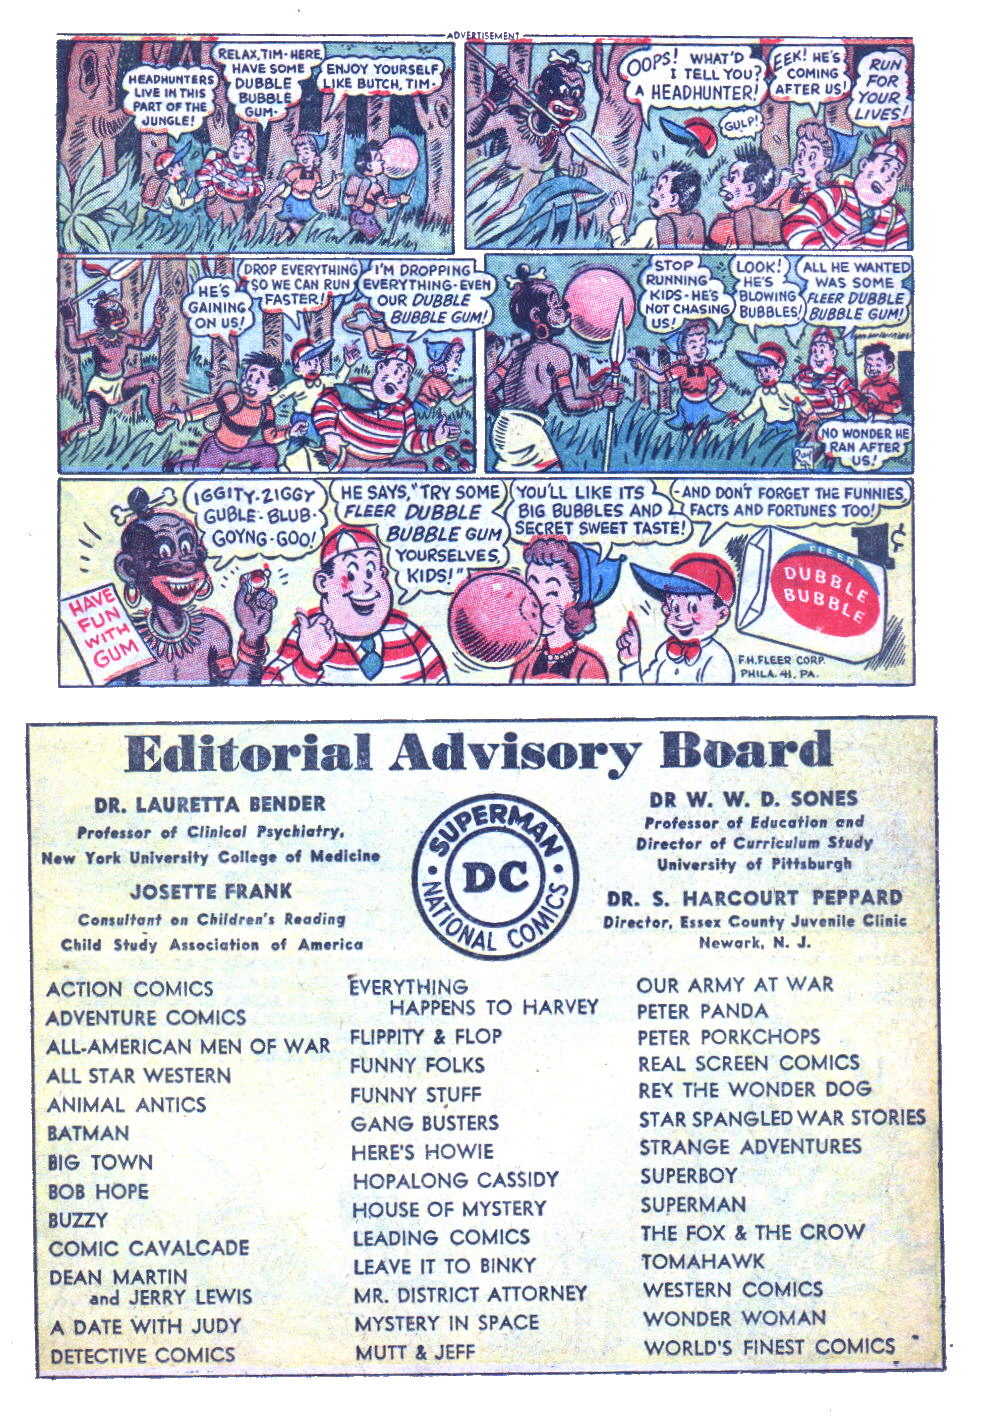 ADVERTISEMENT
HEADHUNTERS
LIVE IN THIS
PART OF THE
JUNGLE!
RELAX, TIM-HERE,
HAVE SOME
DUBBLE
BUBBLE
GUM-
ENJOY YOURSELF
LIKE BUTCH, TIM-
OOPS! WHAT'D
I TELL YOU?
A HEADHUNTER!
GULP!
EEK! HE'S
COMING
AFTER US!
RUN
FOR
YOUR
LIVES!
HE'S
GAINING
ON US!
DROP EVERYTHING
SO WE CAN RUN
FASTER!
I'M DROPPING
EVERYTHING-EVEN
OUR DUBBLE
BUBBLE GUM!
STOP
RUNNING
KIDS-HE'S
NOT CHASING
US!
LOOK!
HE'S
BLOWING
BUBBLES!
ALL HE WANTED
WAS SOME
FLEER DUBBLE
BUBBLE GUM!
NO WONDER HE
RAN AFTER
US!
HAVE
FUN
WITH
GUM
IGGITY-ZIGGY
GUBLE-BLUB-
GOYNG-GOO!
HE SAYS, "TRY SOME
FLEER DUBBLE
BUBBLE GUM
YOURSELVES,
KIDS!"
YOU'LL LIKE ITS
BIG BUBBLES AND
SECRET SWEET TASTE!
-AND DON'T FORGET THE FUNNIES,
FACTS AND FORTUNES TOO!
1¢
FLEER
DUBBLE
BUBBLE
F.H. FLEER CORP.
PHILA. 41, PA.
Editorial Advisory Board
DR. LAURETTA BENDER
Professor of Clinical Psychiatry,
New York University College of Medicine
JOSETTE FRANK
Consultant on Children's Reading
Child Study Association of America
SUPERMAN
DC
NATIONAL COMICS
DR W. W. D. SONES
Professor of Education and
Director of Curriculum Study
University of Pittsburgh
DR. S. HARCOURT PEPPARD
Director, Essex County Juvenile Clinic
Newark, N. J.
ACTION COMICS
ADVENTURE COMICS
ALL-AMERICAN MEN OF WAR
ALL STAR WESTERN
ANIMAL ANTICS
BATMAN
BIG TOWN
BOB HOPE
BUZZY
COMIC CAVALCADE
DEAN MARTIN
and JERRY LEWIS
A DATE WITH JUDY
DETECTIVE COMICS
EVERYTHING
HAPPENS TO HARVEY
FLIPPITY & FLOP
FUNNY FOLKS
FUNNY STUFF
GANG BUSTERS
HERE'S HOWIE
HOPALONG CASSIDY
HOUSE OF MYSTERY
LEADING COMICS
LEAVE IT TO BINKY
MR. DISTRICT ATTORNEY
MYSTERY IN SPACE
MUTT & JEFF
OUR ARMY AT WAR
PETER PANDA
PETER PORKCHOPS
REAL SCREEN COMICS
REX THE WONDER DOG
STAR SPANGLED WAR STORIES
STRANGE ADVENTURES
SUPERBOY
SUPERMAN
THE FOX & THE CROW
TOMAHAWK
WESTERN COMICS
WONDER WOMAN
WORLD'S FINEST COMICS